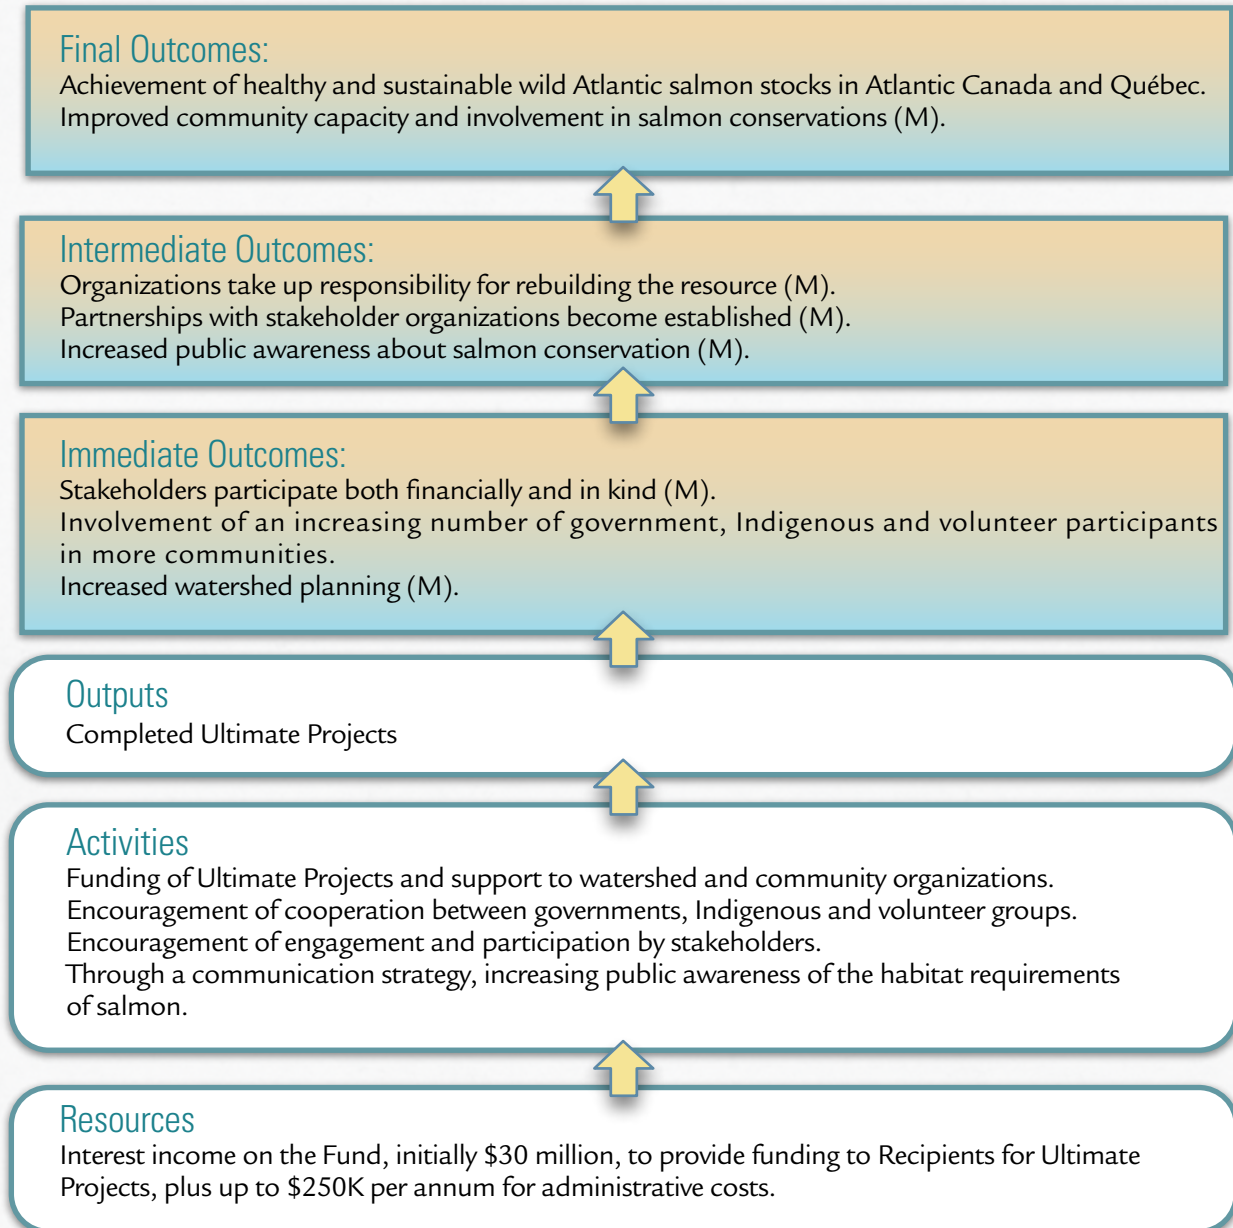 Final Outcomes:
Achievement of healthy and sustainable wild Atlantic salmon stocks in Atlantic Canada and Québec.
Improved community capacity and involvement in salmon conservations (M).
Intermediate Outcomes:
Organizations take up responsibility for rebuilding the resource (M).
Partnerships with stakeholder organizations become established (M).
Increased public awareness about salmon conservation (M).
Immediate Outcomes:
Stakeholders participate both financially and in kind (M).
Involvement of an increasing number of government, Indigenous and volunteer participants
in more communities.
Increased watershed planning (M).
Outputs
Completed Ultimate Projects
Activities
Funding of Ultimate Projects and support to watershed and community organizations.
Encouragement of cooperation between governments, Indigenous and volunteer groups.
Encouragement of engagement and participation by stakeholders.
Through a communication strategy, increasing public awareness of the habitat requirements
of salmon.
Resources
Interest income on the Fund, initially $30 million, to provide funding to Recipients for Ultimate
Projects, plus up to $250K per annum for administrative costs.